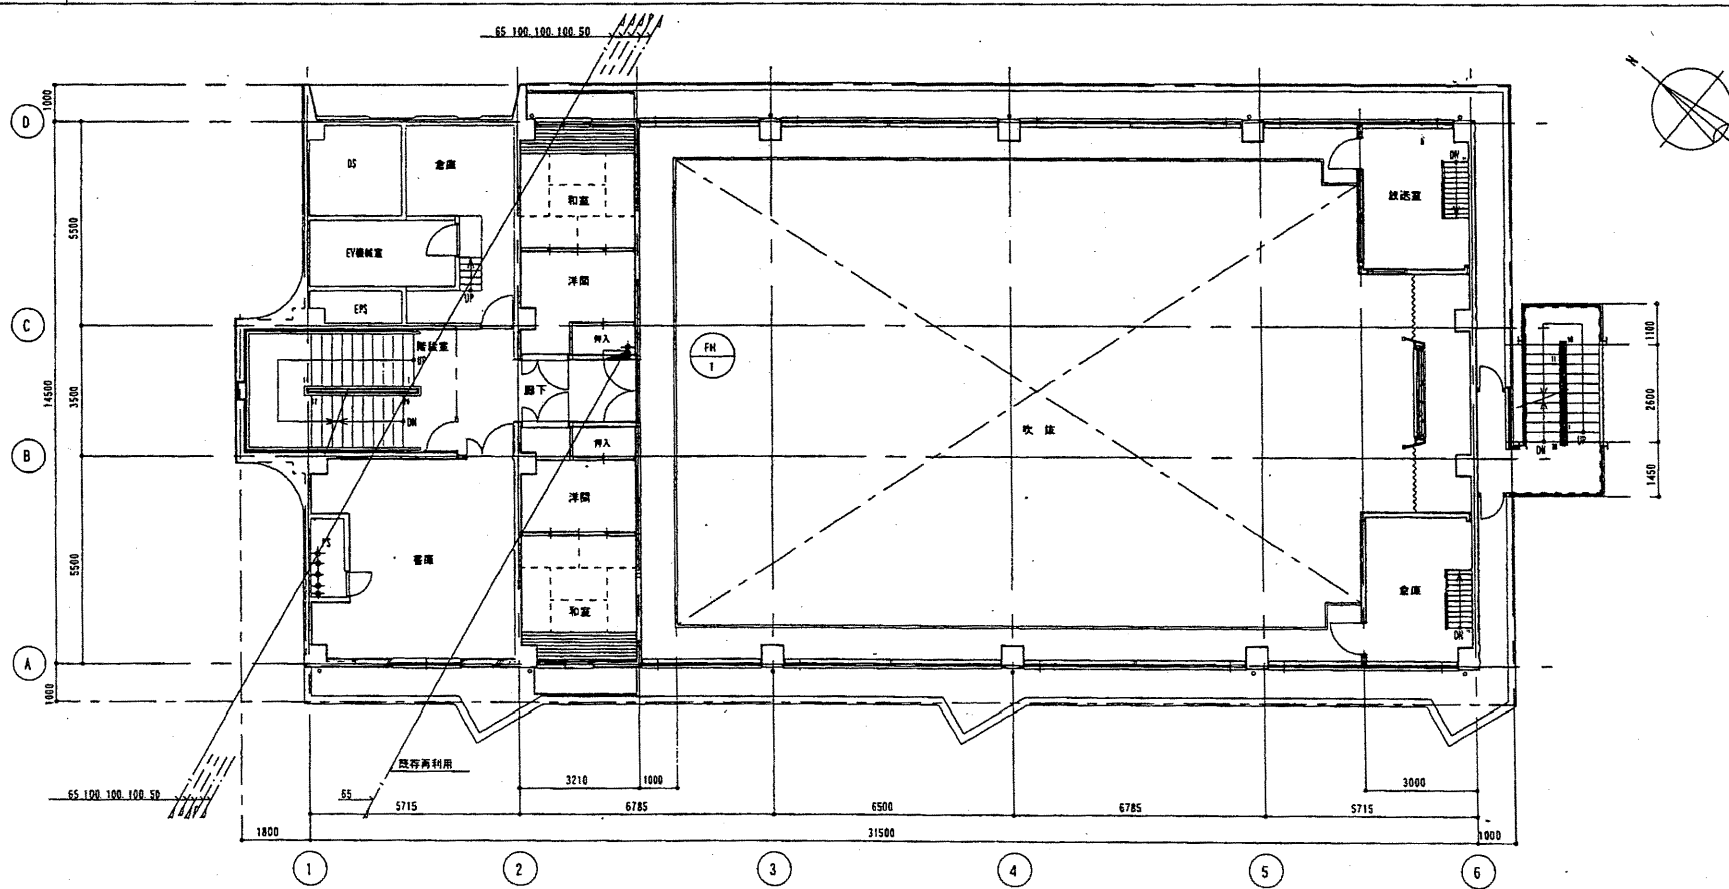 65 100.100.100.50
N
1000
D
DS
倉庫
和室
放送室
DN
5500
EV機械室
UP
洋間
EPS
C
階段室
UP
押入
FH
1
1100
14500
3500
廊下
吹抜
2600
DN
UP
DN
B
押入
1450
洋間
5500
PS
書庫
倉庫
和室
DN
A
1000
既存再利用
65 100.100.100.50
65
3210
1000
3000
5715
6785
6500
6785
5715
1800
31500
1000
1
2
3
4
5
6